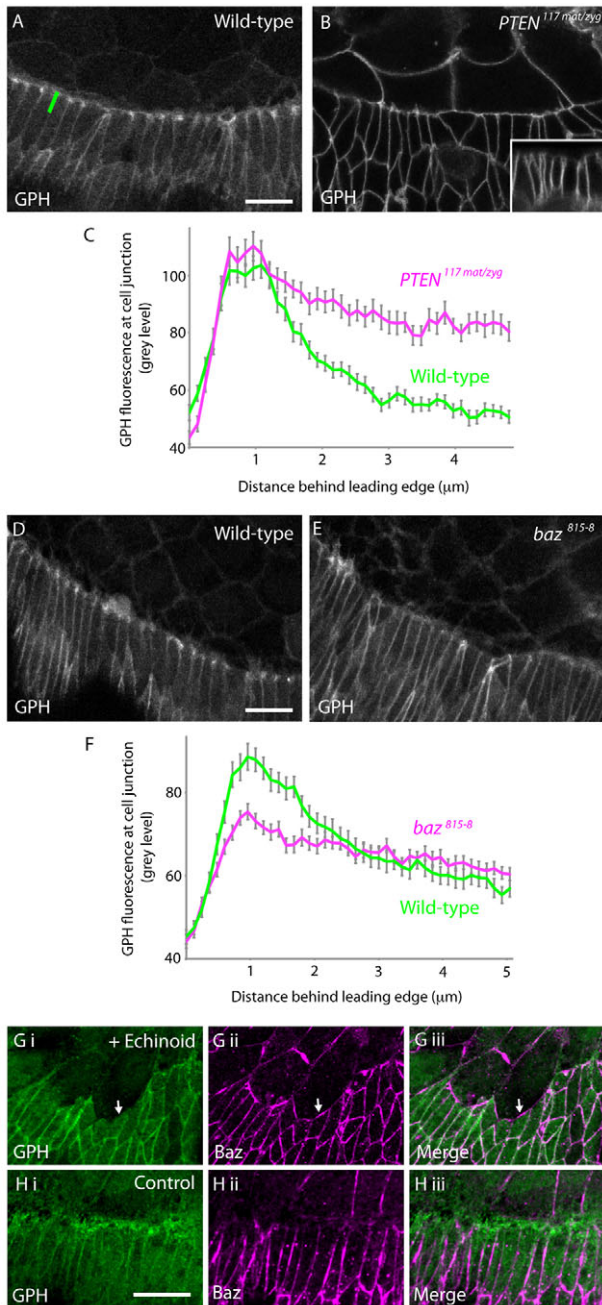 A Wild-type
GPH
B PTEN 117 mat/zyg
GPH
C
GPH fluorescence at cell junction
(grey level)
100
80
60
40
PTEN 117 mat/zyg
Wild-type
1 2 3 4
Distance behind leading edge (μm)
D Wild-type
GPH
E baz 815-8
GPH
F
GPH fluorescence at cell junction
(grey level)
80
60
40
baz 815-8
Wild-type
1 2 3 4 5
Distance behind leading edge (μm)
G i + Echinoid
GPH
G ii
Baz
G iii
Merge
H i Control
GPH
H ii
Baz
H iii
Merge